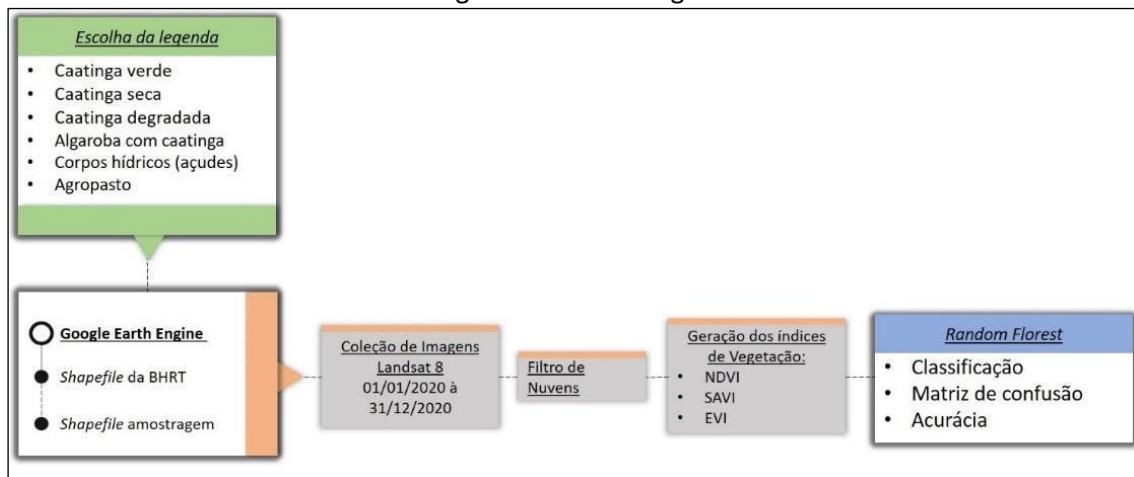 Escolha da legenda
• Caatinga verde
• Caatinga seca
• Caatinga degradada
• Algaroba com caatinga
• Corpos hídricos (açudes)
• Agropasto
Google Earth Engine
Shapefile da BHRT
Shapefile amostragem
Coleção de Imagens
Landsat 8
01/01/2020 à
31/12/2020
Filtro de
Nuvens
Geração dos índices
de Vegetação:
• NDVI
• SAVI
• EVI
Random Florest
• Classificação
• Matriz de confusão
• Acurácia